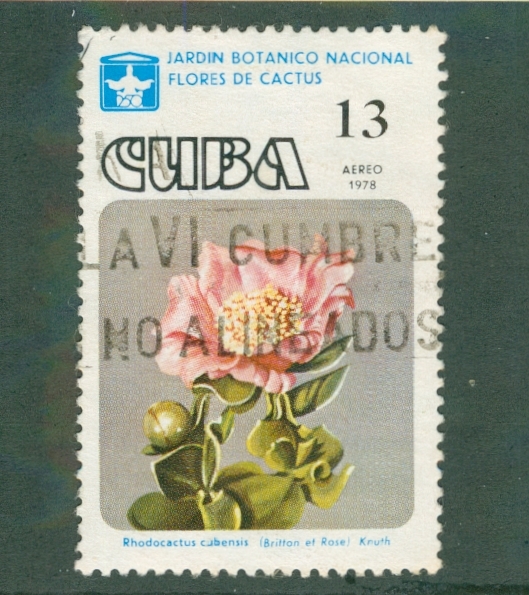 JARDIN BOTANICO NACIONAL
FLORES DE CACTUS
13
CUBA
AEREO
1978
LA VI CUMBRE
NO ALINEADOS
Rhodocactus cubensis (Britton et Rose) Knuth